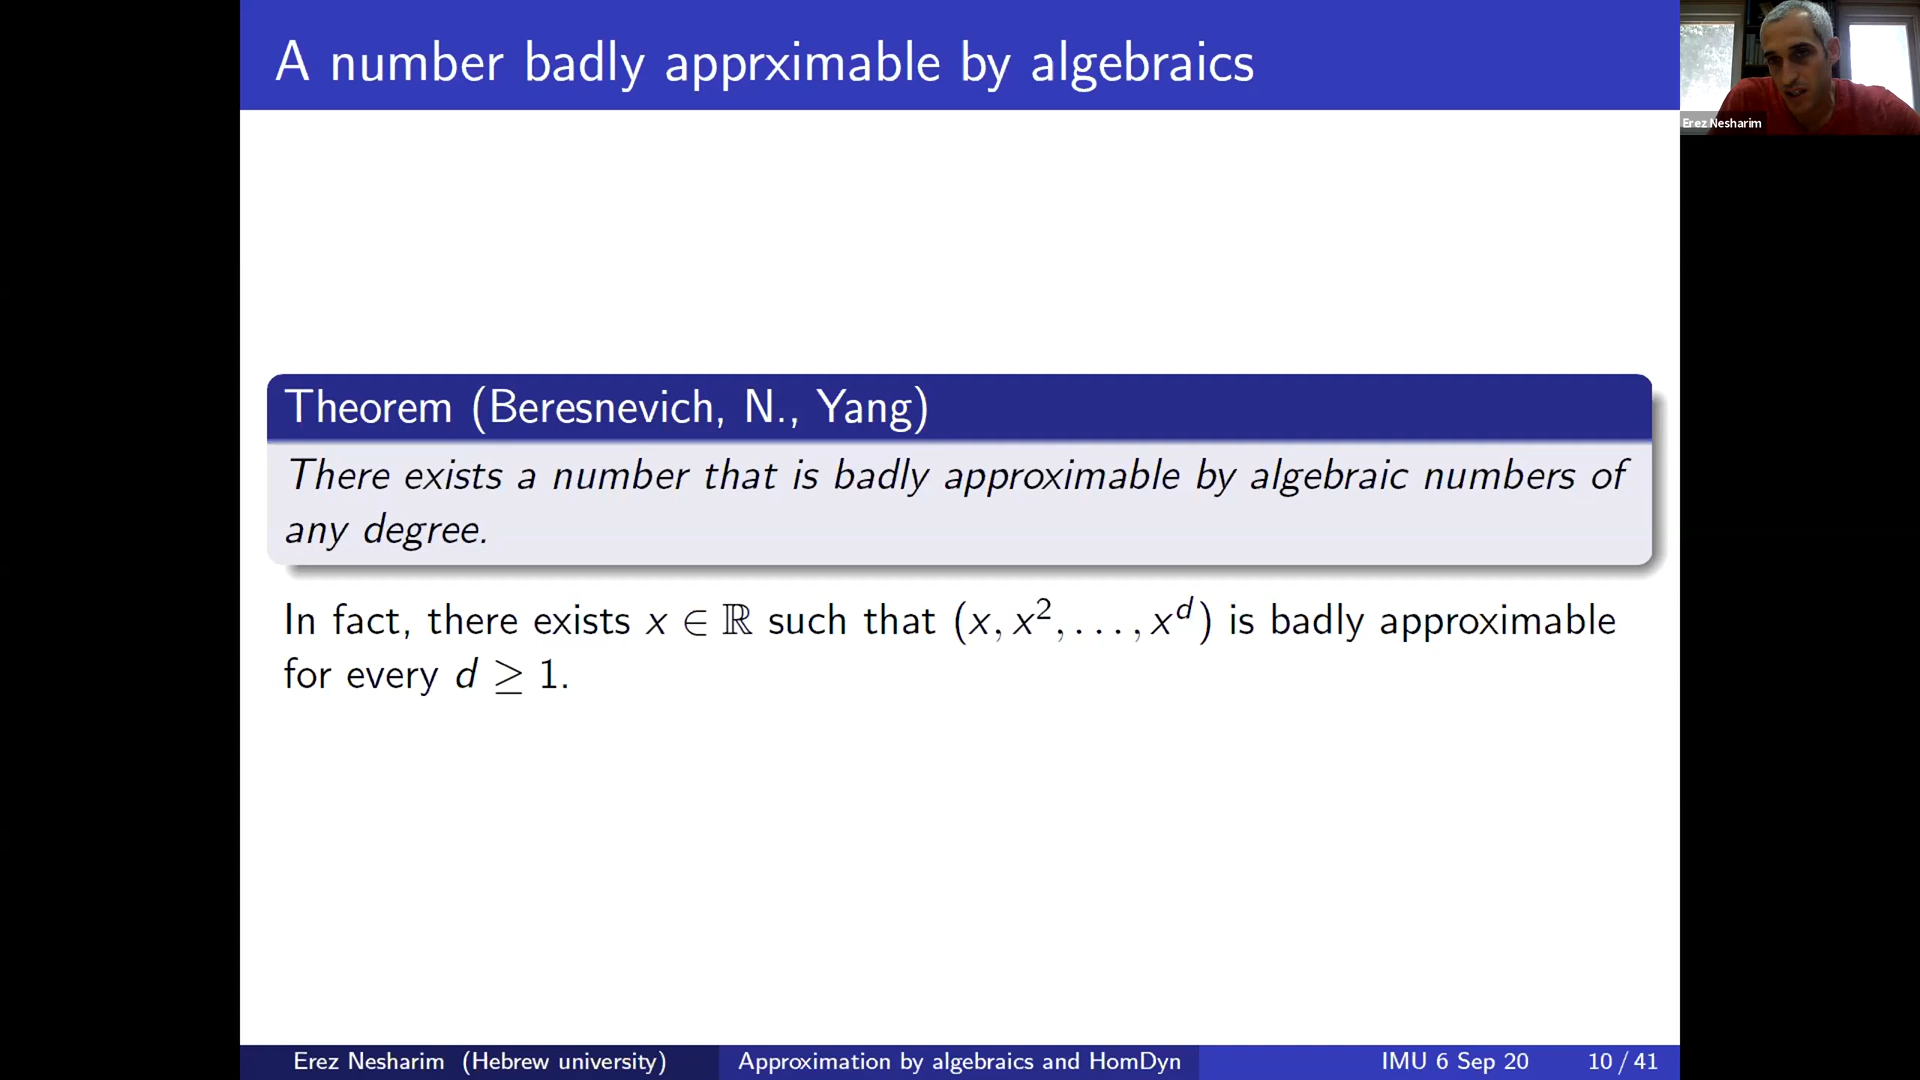 A number badly apprximable by algebraics
Erez Nesharim
Theorem (Beresnevich, N., Yang)
There exists a number that is badly approximable by algebraic numbers of
any degree.
In fact, there exists x ∈ ℝ such that (x, x², . . . , xᵈ) is badly approximable
for every d ≥ 1.
Erez Nesharim (Hebrew university) Approximation by algebraics and HomDyn IMU 6 Sep 20 10 / 41